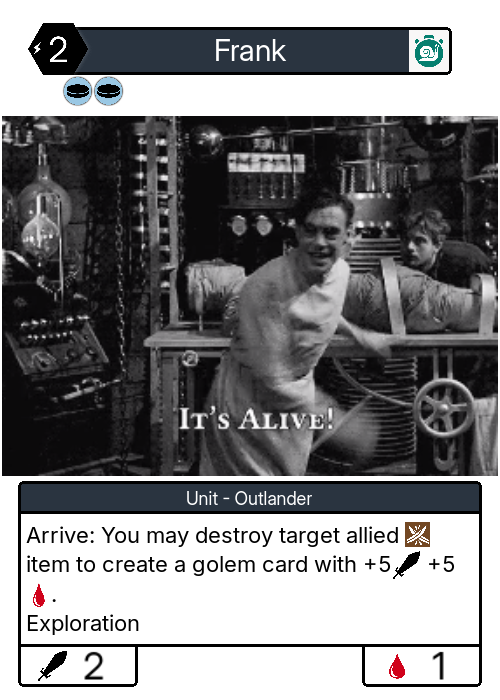 2
Frank
It's Alive!
Unit - Outlander
Arrive: You may destroy target allied
item to create a golem card with +5 +5
.
Exploration
2
1